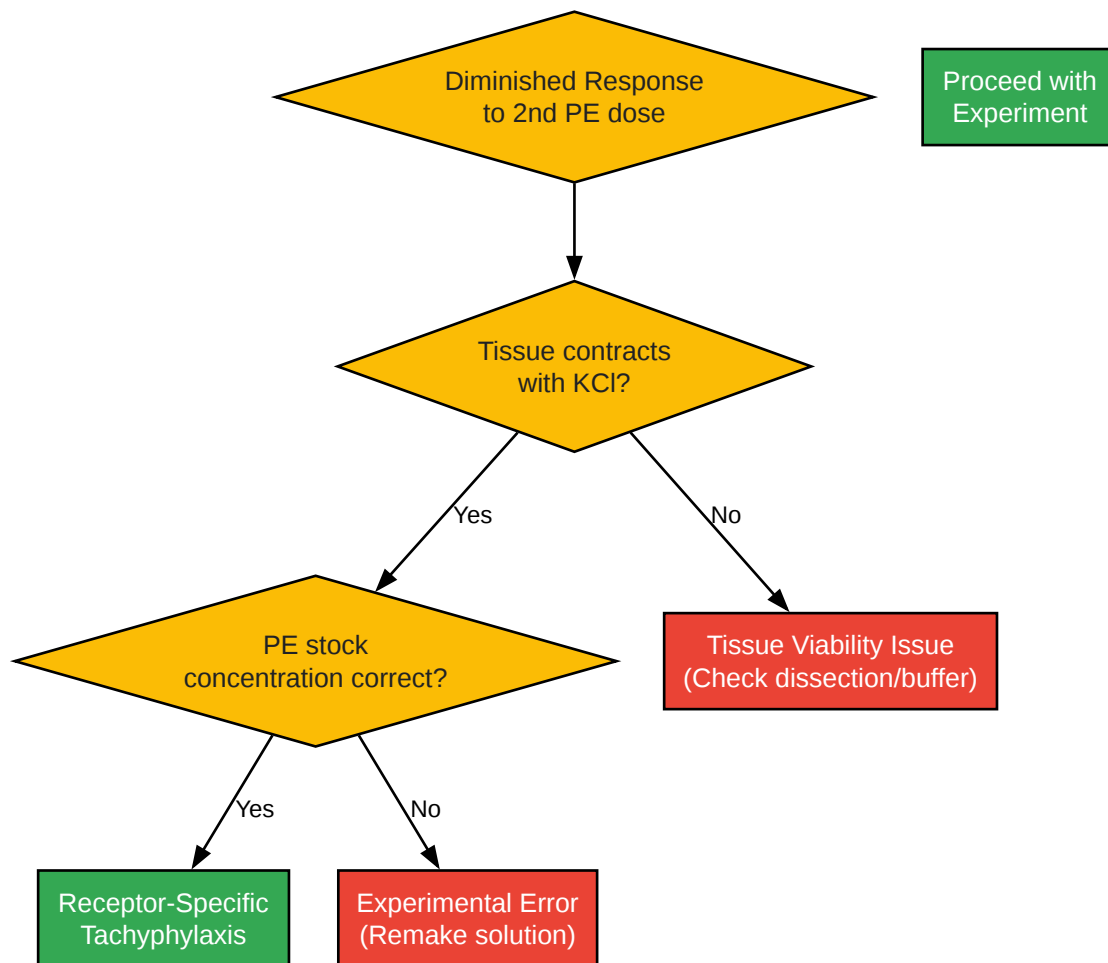 Diminished Response
to 2nd PE dose
Proceed with
Experiment
Tissue contracts
with KCl?
Yes
No
PE stock
concentration correct?
Tissue Viability Issue
(Check dissection/buffer)
Yes
No
Receptor-Specific
Tachyphylaxis
Experimental Error
(Remake solution)